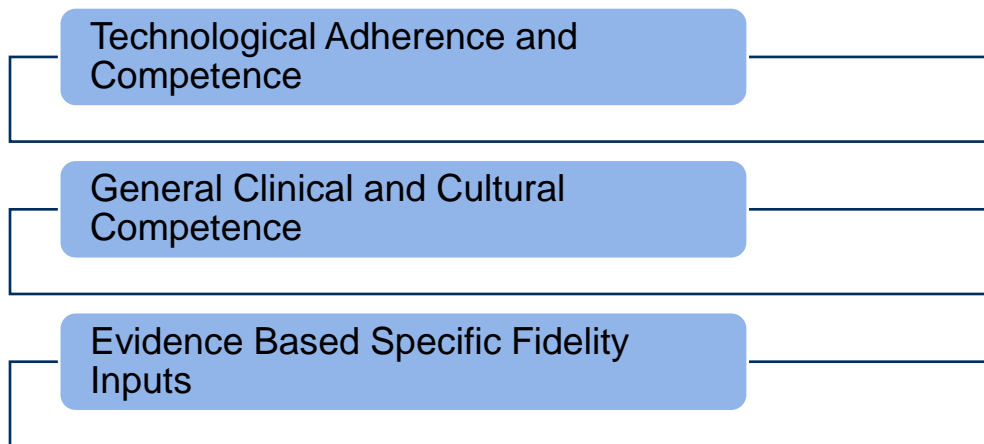 Technological Adherence and
Competence
General Clinical and Cultural
Competence
Evidence Based Specific Fidelity
Inputs